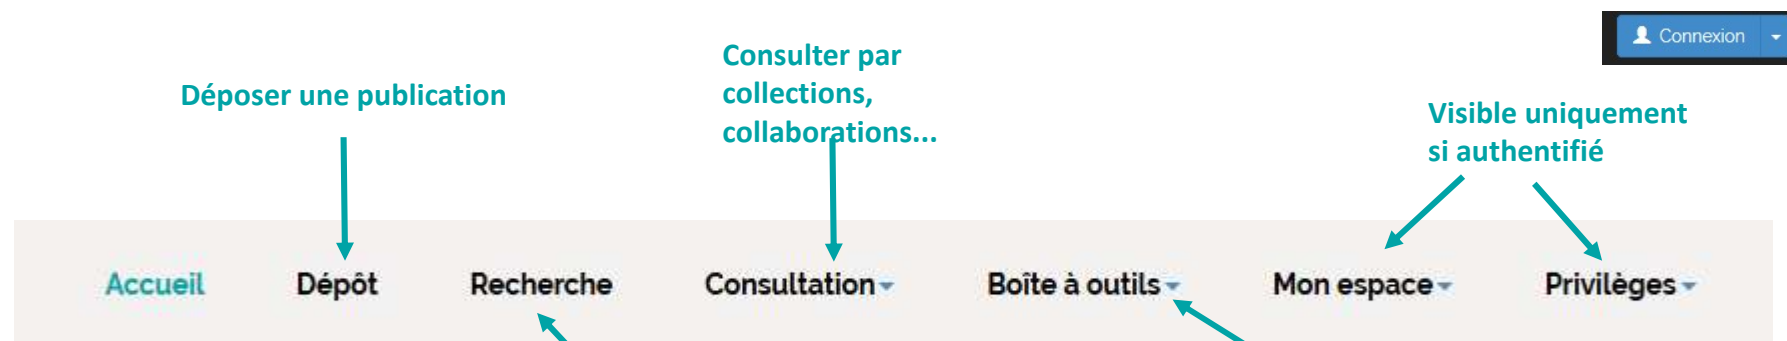 Connexion
Consulter par
collections,
collaborations...
Déposer une publication
Visible uniquement
si authentifié
Accueil Dépôt Recherche Consultation Boîte à outils Mon espace Privilèges